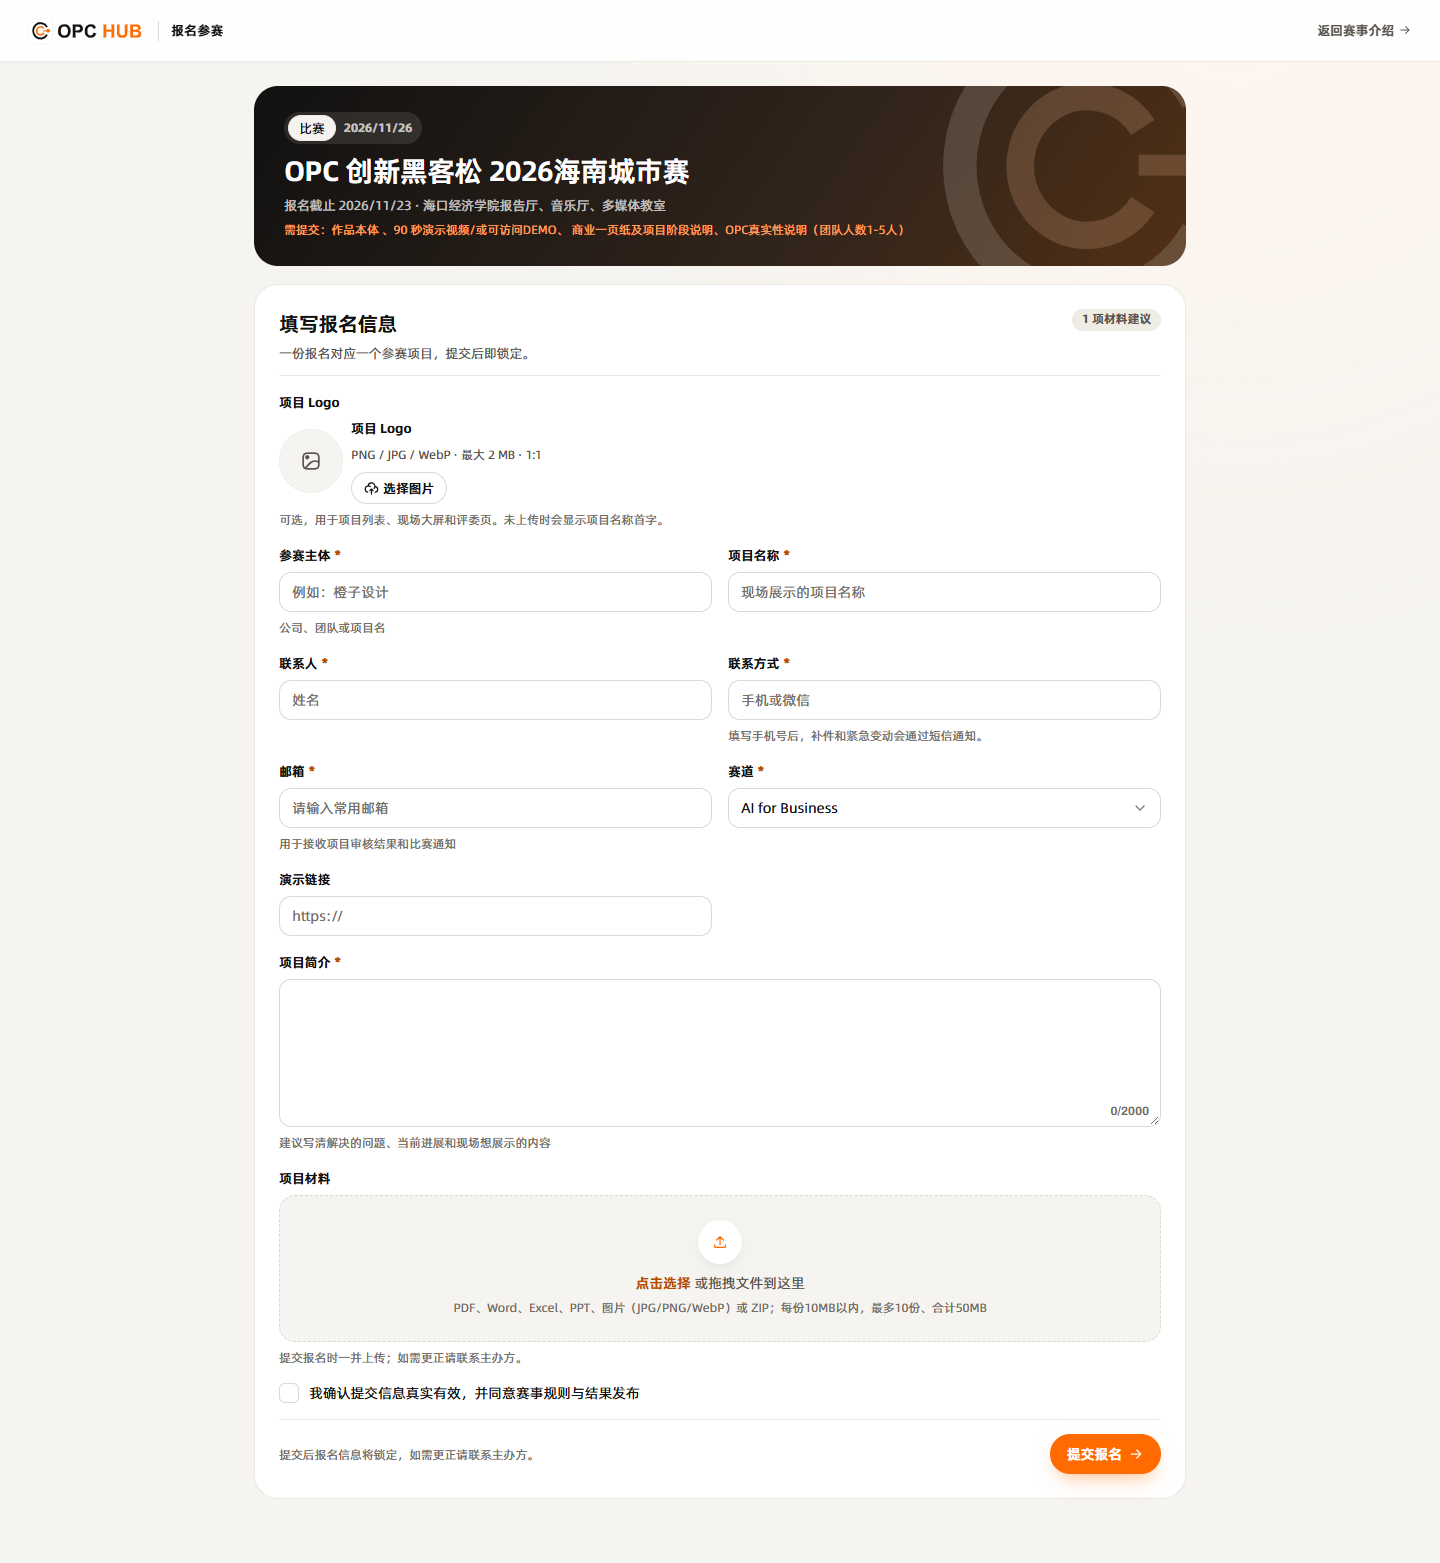 OPC HUB 报名参赛
返回赛事介绍 →
比赛 2026/11/26
OPC 创新黑客松 2026海南城市赛
报名截止 2026/11/23 · 海口经济学院报告厅、音乐厅、多媒体教室
需提交：作品本体 、90 秒演示视频/或可访问DEMO、 商业一页纸及项目阶段说明、OPC真实性说明（团队人数1-5人）
填写报名信息
1 项材料建议
一份报名对应一个参赛项目，提交后即锁定。
项目 Logo
项目 Logo
PNG / JPG / WebP · 最大 2 MB · 1:1
选择图片
可选，用于项目列表、现场大屏和评委页。未上传时会显示项目名称首字。
参赛主体 *
例如：橙子设计
公司、团队或项目名
项目名称 *
现场展示的项目名称
联系人 *
姓名
联系方式 *
手机或微信
填写手机号后，补件和紧急变动会通过短信通知。
邮箱 *
请输入常用邮箱
用于接收项目审核结果和比赛通知
赛道 *
AI for Business
演示链接
https://
项目简介 *
0/2000
建议写清解决的问题、当前进展和现场想展示的内容
项目材料
点击选择 或拖拽文件到这里
PDF、Word、Excel、PPT、图片（JPG/PNG/WebP）或 ZIP；每份10MB以内，最多10份、合计50MB
提交报名时一并上传；如需更正请联系主办方。
我确认提交信息真实有效，并同意赛事规则与结果发布
提交后报名信息将锁定，如需更正请联系主办方。
提交报名 →